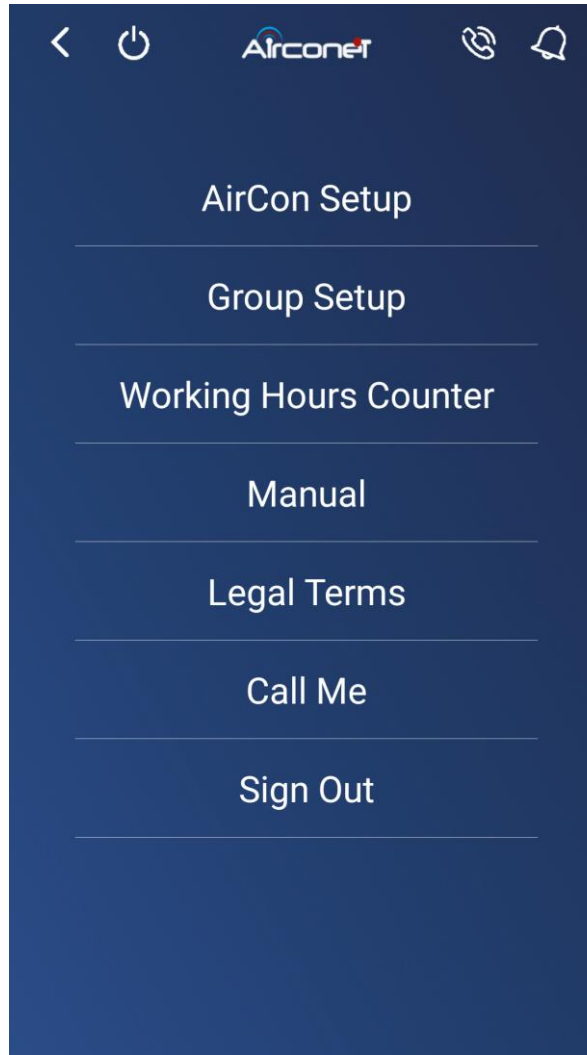 Airconet
AirCon Setup
Group Setup
Working Hours Counter
Manual
Legal Terms
Call Me
Sign Out